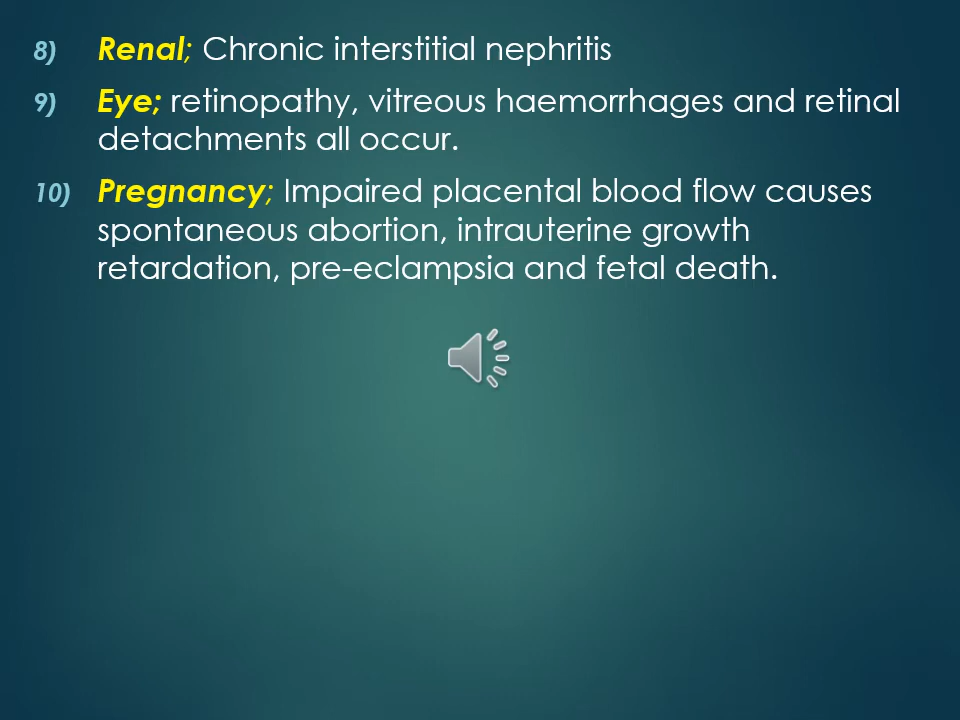 8) Renal; Chronic interstitial nephritis
9) Eye; retinopathy, vitreous haemorrhages and retinal
detachments all occur.
10) Pregnancy; Impaired placental blood flow causes
spontaneous abortion, intrauterine growth
retardation, pre-eclampsia and fetal death.